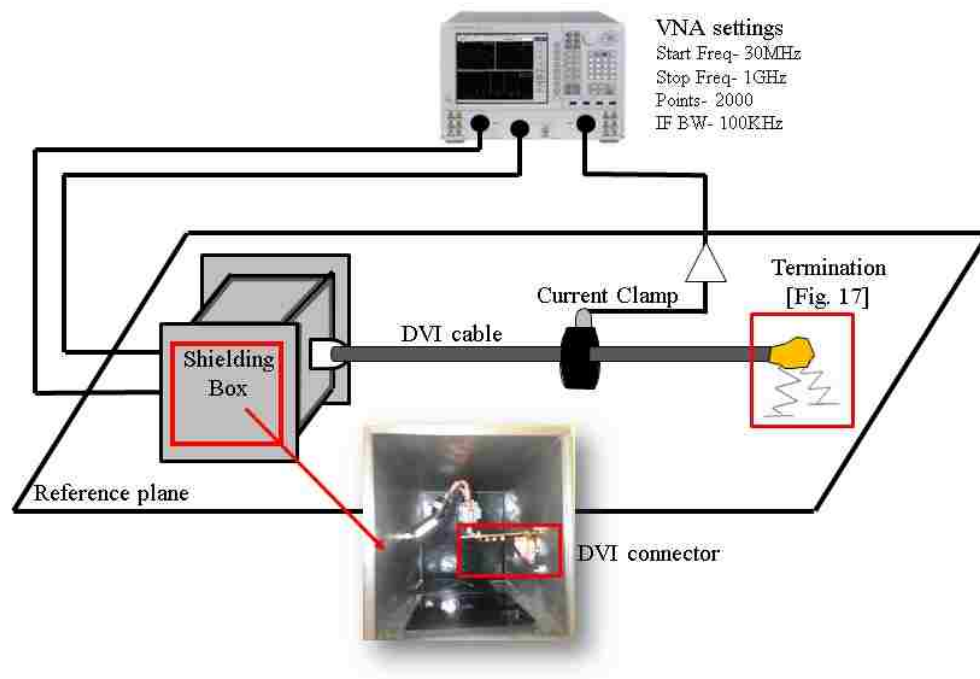 VNA settings
Start Freq- 30MHz
Stop Freq- 1GHz
Points- 2000
IF BW- 100KHz
Termination
[Fig. 17]
Current Clamp
DVI cable
Shielding
Box
Reference plane
DVI connector